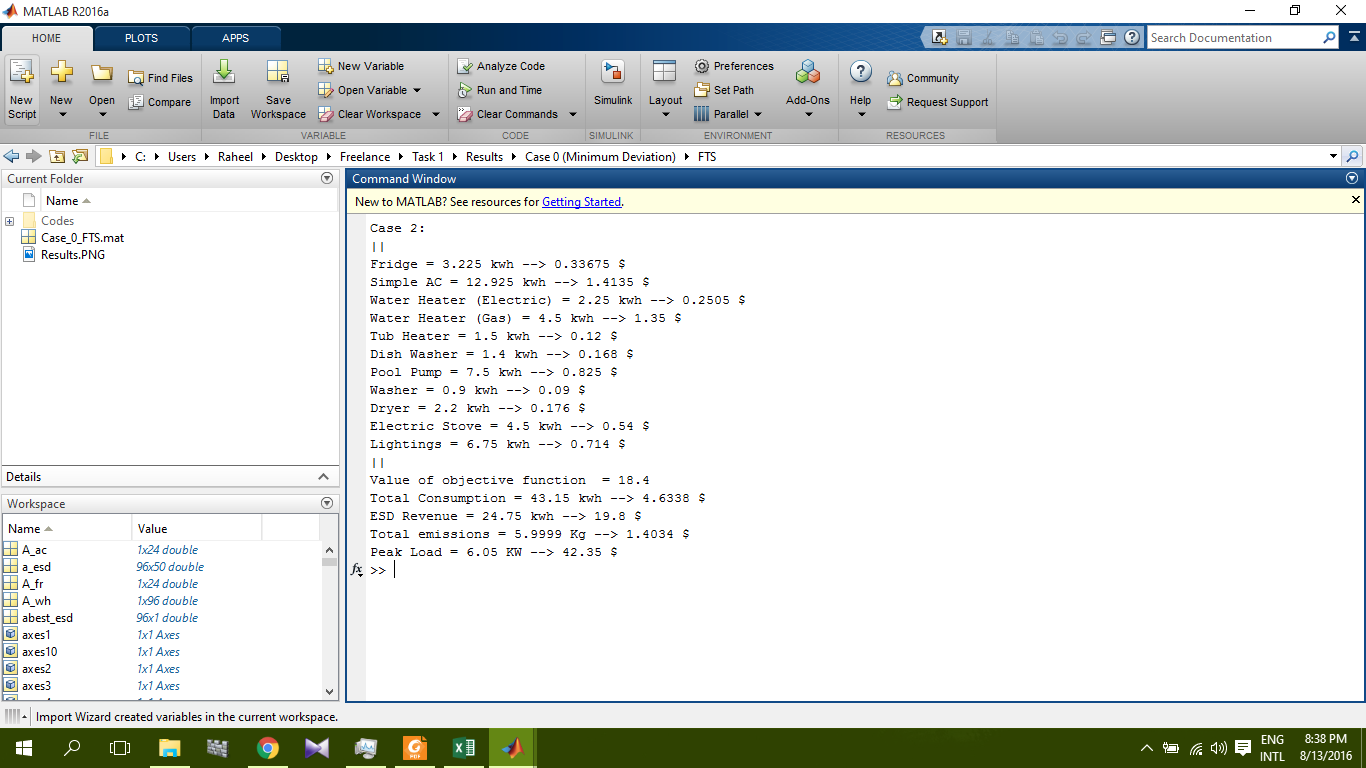 MATLAB R2016a
HOME PLOTS APPS
Search Documentation
New Script
New
Open
Find Files
Compare
Import Data
Save Workspace
New Variable
Open Variable
Clear Workspace
Analyze Code
Run and Time
Clear Commands
Simulink
Layout
Preferences
Set Path
Parallel
Add-Ons
Help
Community
Request Support
FILE VARIABLE CODE SIMULINK ENVIRONMENT RESOURCES
C: Users Raheel Desktop Freelance Task 1 Results Case 0 (Minimum Deviation) FTS
Current Folder
Name
Codes
Case_0_FTS.mat
Results.PNG
Details
Workspace
Name Value
A_ac 1x24 double
a_esd 96x50 double
A_fr 1x24 double
A_wh 1x96 double
abest_esd 96x1 double
axes1 1x1 Axes
axes10 1x1 Axes
axes2 1x1 Axes
axes3 1x1 Axes
Command Window
New to MATLAB? See resources for Getting Started.
Case 2:
||
Fridge = 3.225 kwh --> 0.33675 $
Simple AC = 12.925 kwh --> 1.4135 $
Water Heater (Electric) = 2.25 kwh --> 0.2505 $
Water Heater (Gas) = 4.5 kwh --> 1.35 $
Tub Heater = 1.5 kwh --> 0.12 $
Dish Washer = 1.4 kwh --> 0.168 $
Pool Pump = 7.5 kwh --> 0.825 $
Washer = 0.9 kwh --> 0.09 $
Dryer = 2.2 kwh --> 0.176 $
Electric Stove = 4.5 kwh --> 0.54 $
Lightings = 6.75 kwh --> 0.714 $
||
Value of objective function  = 18.4
Total Consumption = 43.15 kwh --> 4.6338 $
ESD Revenue = 24.75 kwh --> 19.8 $
Total emissions = 5.9999 Kg --> 1.4034 $
Peak Load = 6.05 KW --> 42.35 $
fx >>
Import Wizard created variables in the current workspace.
ENG
INTL
8:38 PM
8/13/2016